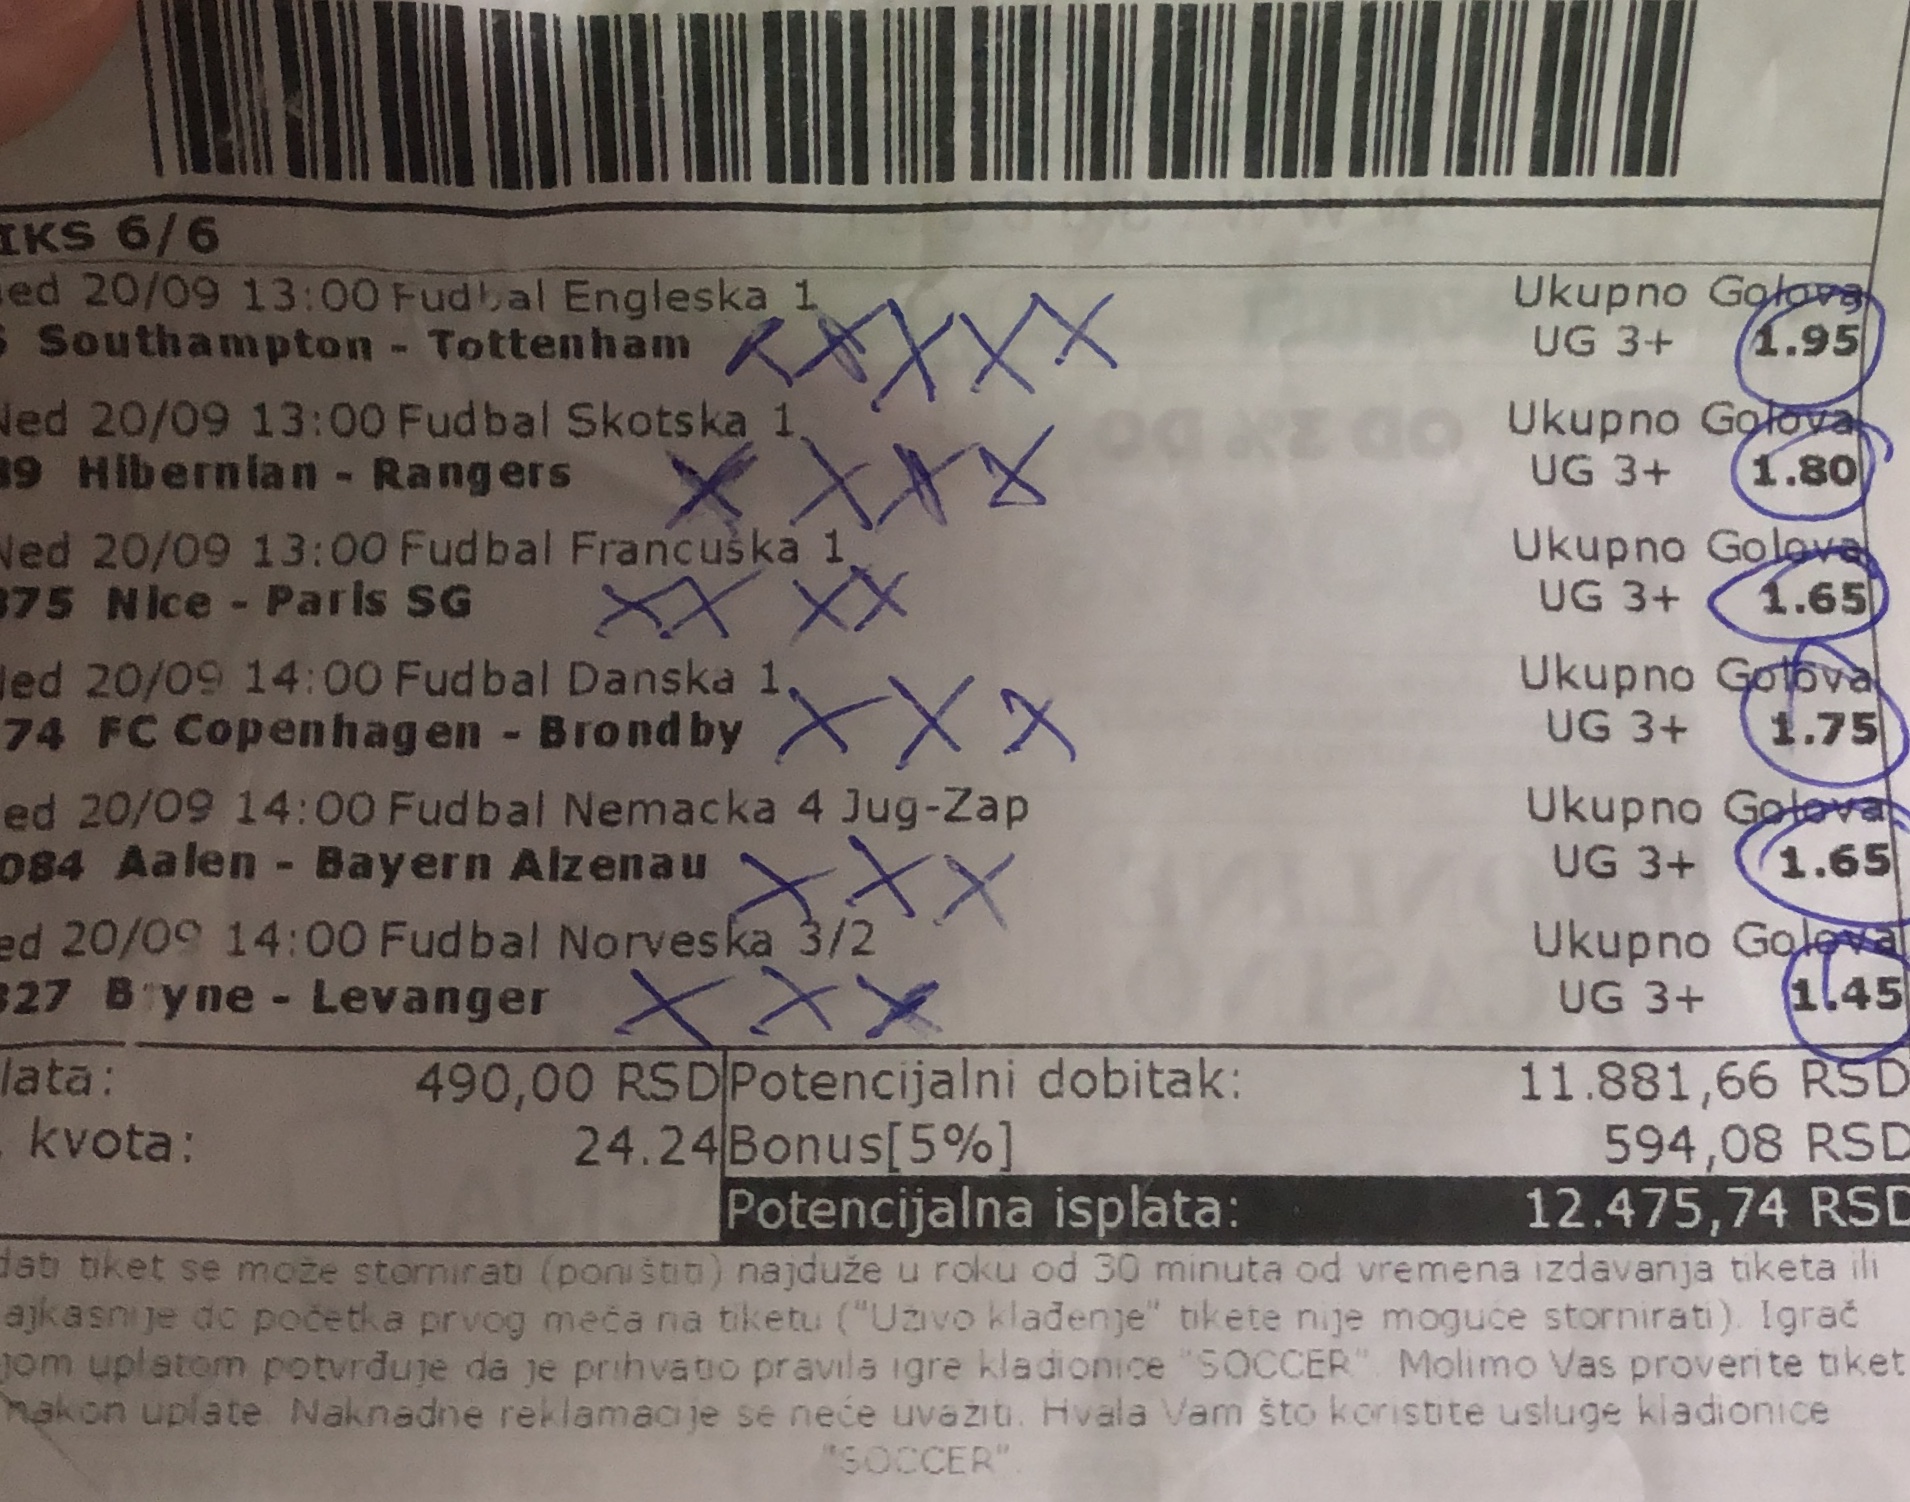 IKS 6/6
ed 20/09 13:00 Fudbal Engleska 1 Ukupno Golova
Southampton - Tottenham XXXXX UG 3+ 1.95
Ned 20/09 13:00 Fudbal Skotska 1 Ukupno Golova
39 Hibernian - Rangers XXXX UG 3+ 1.80
Ned 20/09 13:00 Fudbal Francuska 1 Ukupno Golova
375 Nice - Paris SG XX XX UG 3+ 1.65
Ned 20/09 14:00 Fudbal Danska 1 Ukupno Golova
74 FC Copenhagen - Brondby XXX UG 3+ 1.75
ed 20/09 14:00 Fudbal Nemacka 4 Jug-Zap Ukupno Golova
084 Aalen - Bayern Alzenau XXX UG 3+ 1.65
ed 20/09 14:00 Fudbal Norveska 3/2 Ukupno Golova
327 Bryne - Levanger XXX UG 3+ 1.45
lata: 490,00 RSD Potencijalni dobitak: 11.881,66 RSD
kvota: 24.24 Bonus[5%] 594,08 RSD
Potencijalna isplata: 12.475,74 RSD
dati tiket se može stornirati (poništiti) najduže u roku od 30 minuta od vremena izdavanja tiketa ili
ajkasnije do početka prvog meča na tiketu ("Uživo klađenje" tikete nije moguće stornirati). Igrač
jom uplatom potvrđuje da je prihvatio pravila igre kladionice "SOCCER". Molimo Vas proverite tiket
nakon uplate. Naknadne reklamacije se neće uvažiti. Hvala Vam što koristite usluge kladionice
"SOCCER".